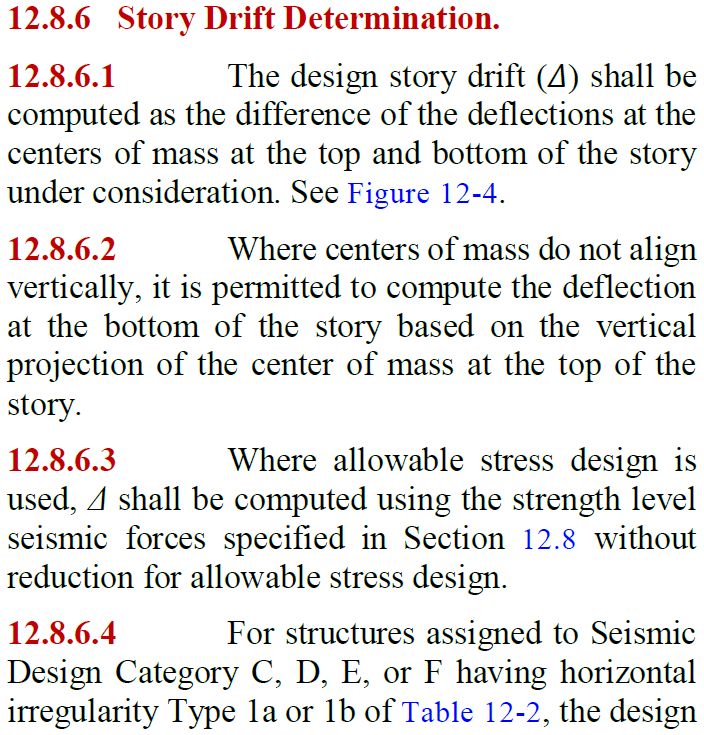 12.8.6 Story Drift Determination.
12.8.6.1 The design story drift (Δ) shall be
computed as the difference of the deflections at the
centers of mass at the top and bottom of the story
under consideration. See Figure 12-4.
12.8.6.2 Where centers of mass do not align
vertically, it is permitted to compute the deflection
at the bottom of the story based on the vertical
projection of the center of mass at the top of the
story.
12.8.6.3 Where allowable stress design is
used, Δ shall be computed using the strength level
seismic forces specified in Section 12.8 without
reduction for allowable stress design.
12.8.6.4 For structures assigned to Seismic
Design Category C, D, E, or F having horizontal
irregularity Type 1a or 1b of Table 12-2, the design